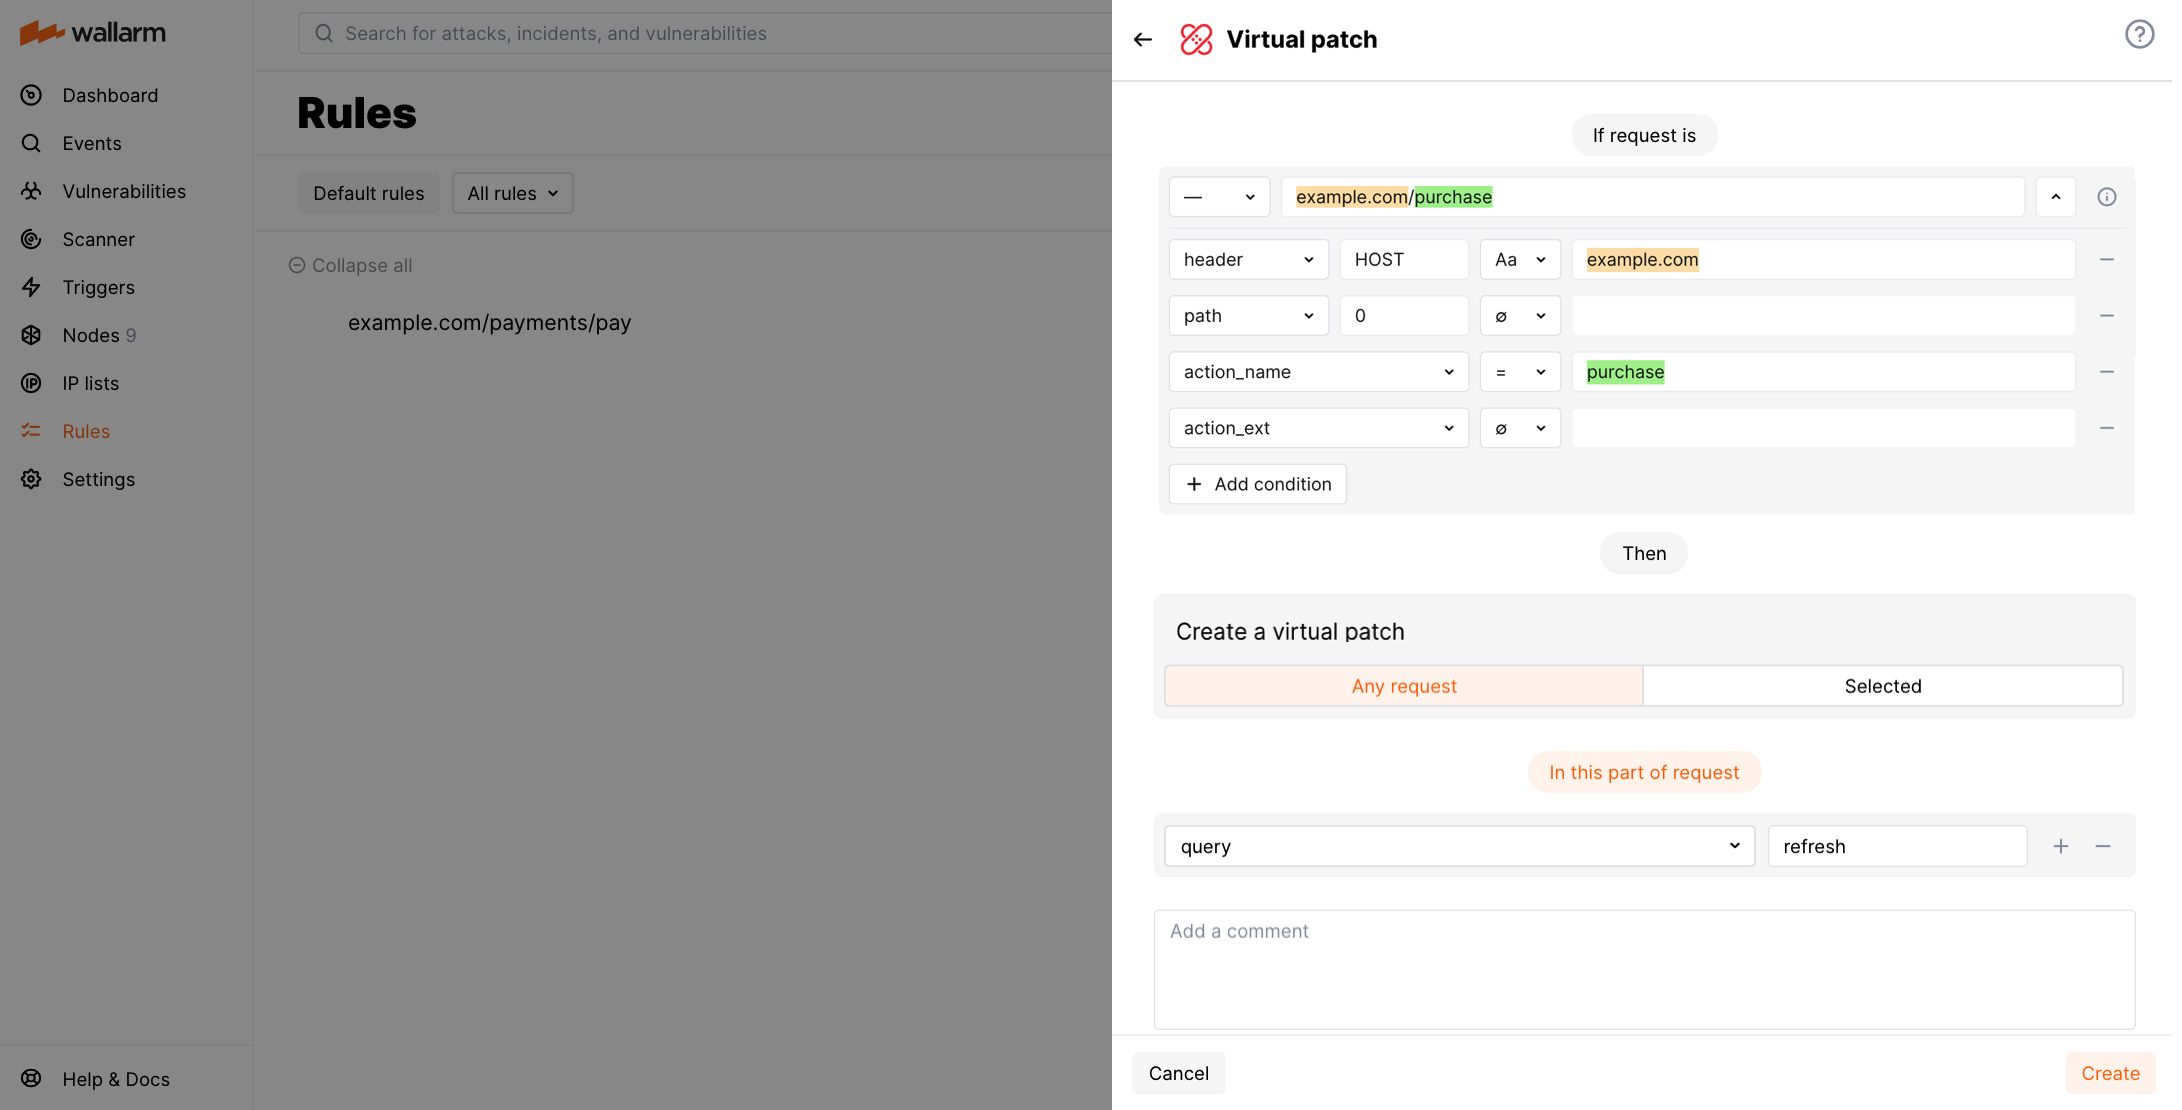 wallarm
Search for attacks, incidents, and vulnerabilities
Dashboard
Events
Vulnerabilities
Scanner
Triggers
Nodes 9
IP lists
Rules
Settings
Help & Docs
Rules
Default rules
All rules
Collapse all
example.com/payments/pay
Virtual patch
If request is
— example.com/purchase
header HOST Aa example.com
path 0 ∅
action_name = purchase
action_ext ∅
+ Add condition
Then
Create a virtual patch
Any request Selected
In this part of request
query refresh
Add a comment
Cancel Create